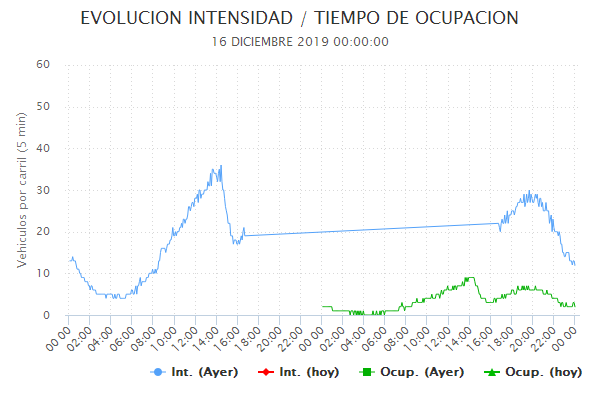 EVOLUCION INTENSIDAD / TIEMPO DE OCUPACION
16 DICIEMBRE 2019 00:00:00
Vehiculos por carril (5 min)
60
50
40
30
20
10
0
00:00 02:00 04:00 06:00 08:00 10:00 12:00 14:00 16:00 18:00 20:00 22:00 00:00 02:00 04:00 06:00 08:00 10:00 12:00 14:00 16:00 18:00 20:00 22:00 00:00
Int. (Ayer) Int. (hoy) Ocup. (Ayer) Ocup. (hoy)